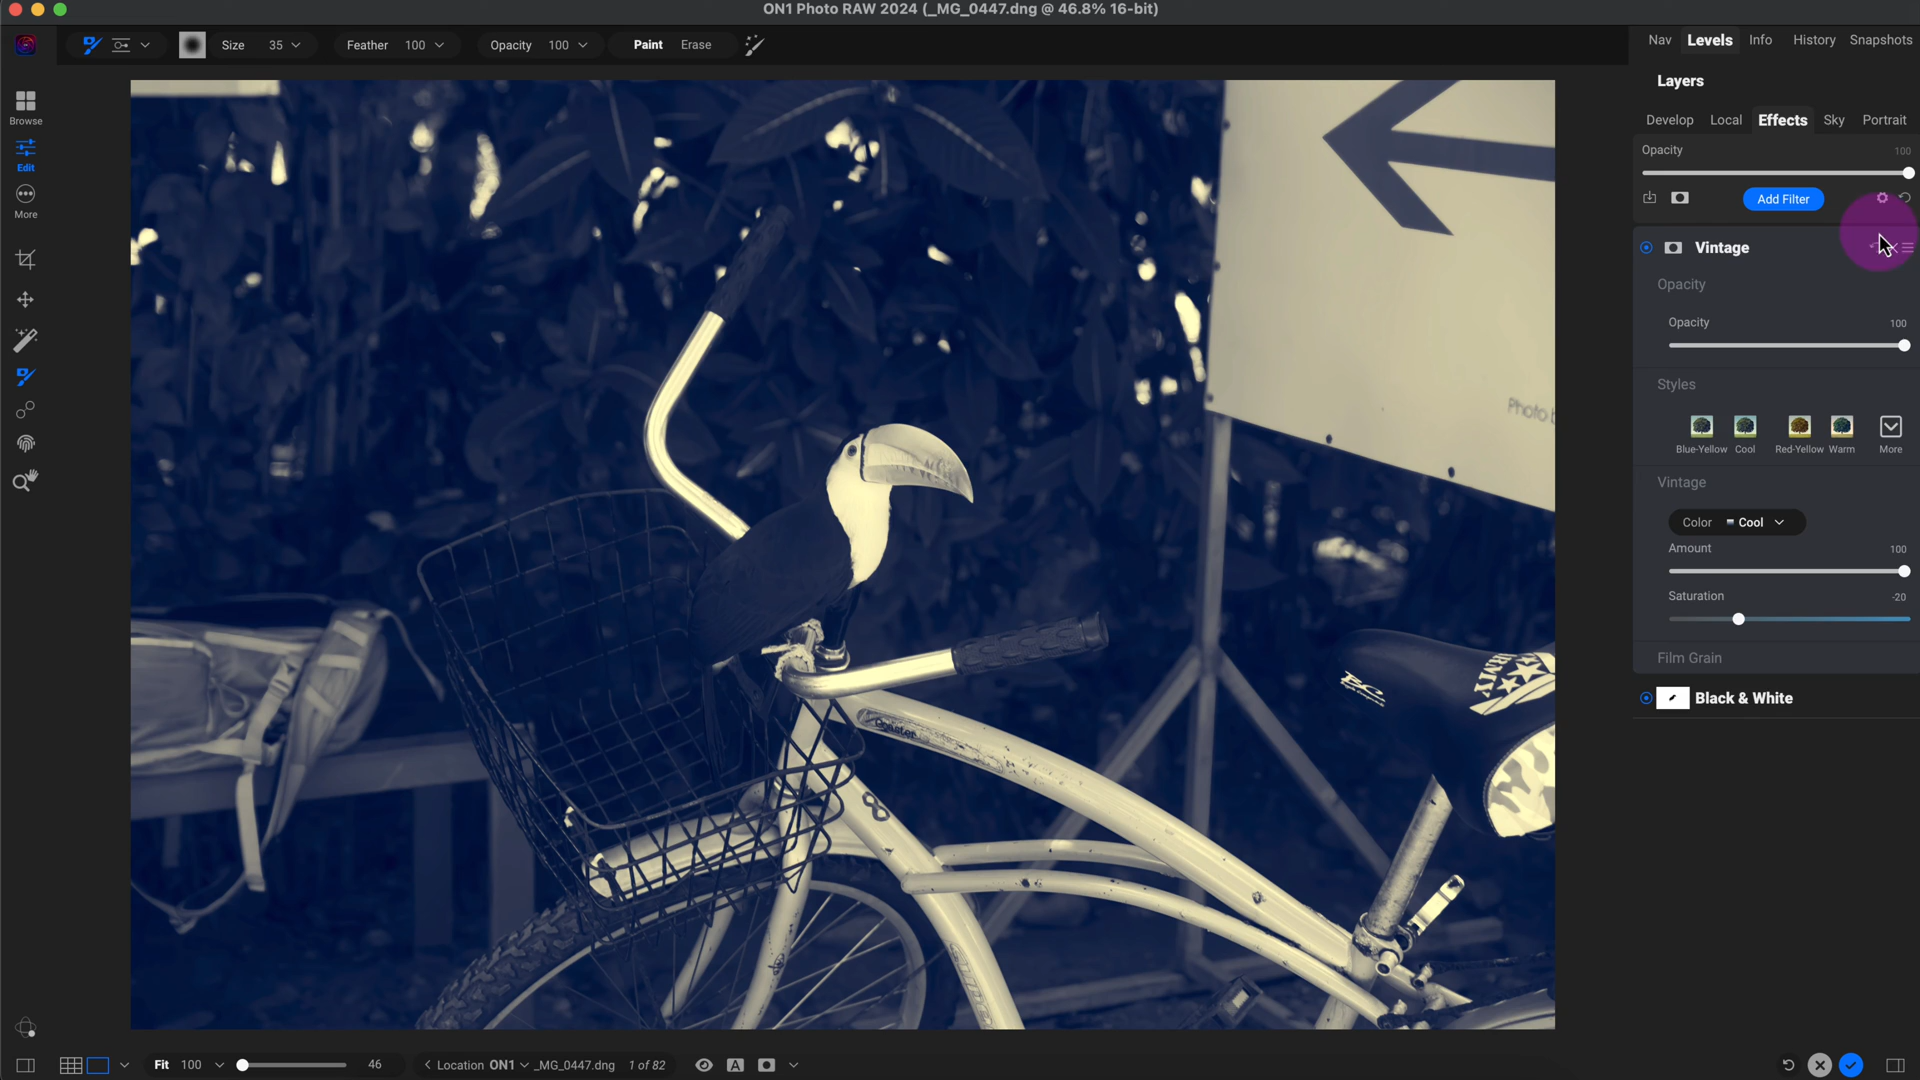 ON1 Photo RAW 2024 (_MG_0447.dng @ 46.8% 16-bit)
Size 35 Feather 100 Opacity 100 Paint Erase
Nav Levels Info History Snapshots
Layers
Develop Local Effects Sky Portrait
Opacity 100
Add Filter
Browse
Edit
More
Vintage
Opacity
Opacity 100
Styles
Blue-Yellow Cool Red-Yellow Warm More
Vintage
Color Cool
Amount 100
Saturation -20
Film Grain
Black & White
Photo
BC
Fit 100 46 Location ON1 _MG_0447.dng 1 of 82
A